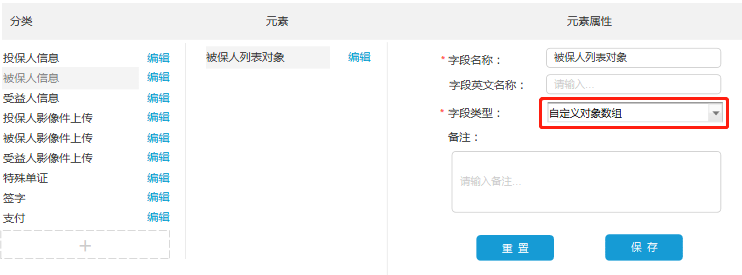 分类
元素
元素属性
投保人信息 编辑
被保人信息 编辑
受益人信息 编辑
投保人影像件上传 编辑
被保人影像件上传 编辑
受益人影像件上传 编辑
特殊单证 编辑
签字 编辑
支付 编辑
+
被保人列表对象 编辑
* 字段名称： 被保人列表对象
字段英文名称： 请输入...
* 字段类型： 自定义对象数组
备注：
请输入备注...
重 置
保 存